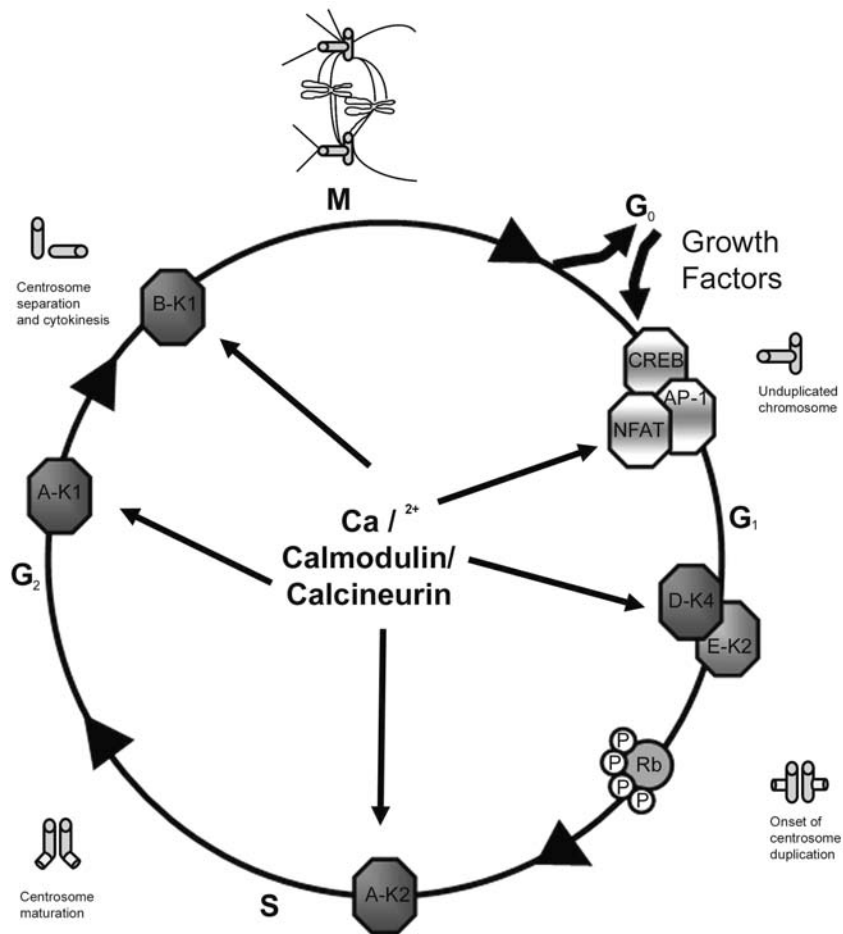 M
G₀
Growth
Factors
Centrosome
separation
and cytokinesis
B-K1
CREB
AP-1
NFAT
Unduplicated
chromosome
A-K1
Ca / ²⁺
Calmodulin/
Calcineurin
G₁
G₂
D-K4
E-K2
P
P
P
P
Rb
Onset of
centrosome
duplication
Centrosome
maturation
S
A-K2